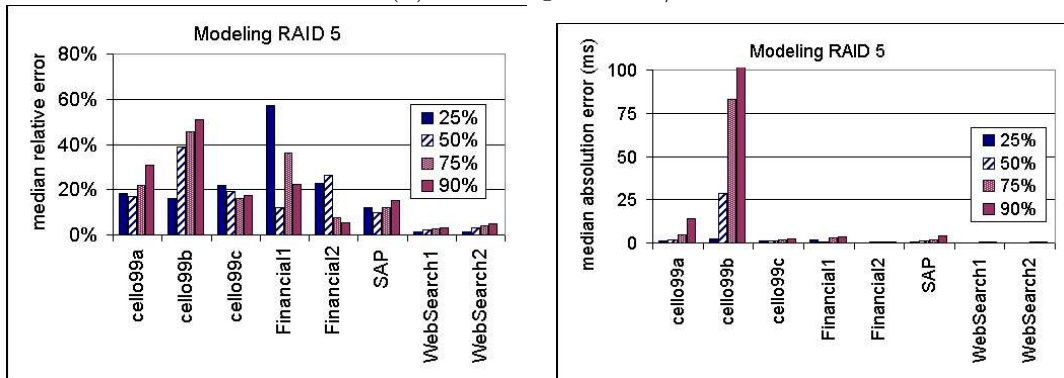 Modeling RAID 5
median relative error
80%
60%
40%
20%
0%
25%
50%
75%
90%
cello99a
cello99b
cello99c
Financial1
Financial2
SAP
WebSearch1
WebSearch2
Modeling RAID 5
median absolution error (ms)
100
75
50
25
0
25%
50%
75%
90%
cello99a
cello99b
cello99c
Financial1
Financial2
SAP
WebSearch1
WebSearch2